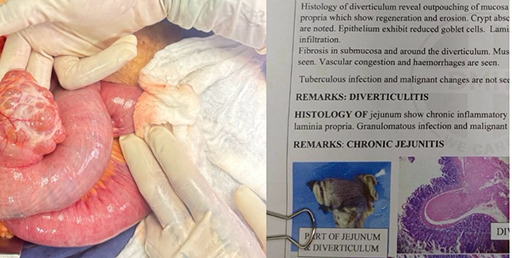 Histology of diverticulum reveal outpouching of mucosa
propria which show regeneration and erosion. Crypt absc
are noted. Epithelium exhibit reduced goblet cells. Lami
infiltration.
Fibrosis in submucosa and around the diverticulum. Mus
seen. Vascular congestion and haemorrhages are seen.
Tuberculous infection and malignant changes are not see
REMARKS: DIVERTICULITIS
HISTOLOGY OF jejunum show chronic inflammatory
laminia propria. Granulomatous infection and malignant
REMARKS: CHRONIC JEJUNITIS
PART OF JEJUNUM
& DIVERTICULUM
DI